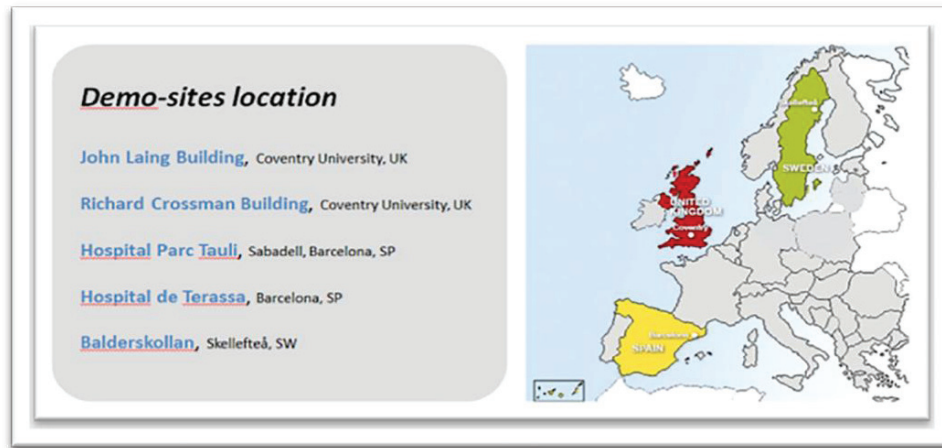 Demo-sites location
John Laing Building, Coventry University, UK
Richard Crossman Building, Coventry University, UK
Hospital Parc Tauli, Sabadell, Barcelona, SP
Hospital de Terassa, Barcelona, SP
Balderskollan, Skellefteå, SW
Skellefteå
SWEDEN
UNITED
KINGDOM
Coventry
Barcelona
SPAIN